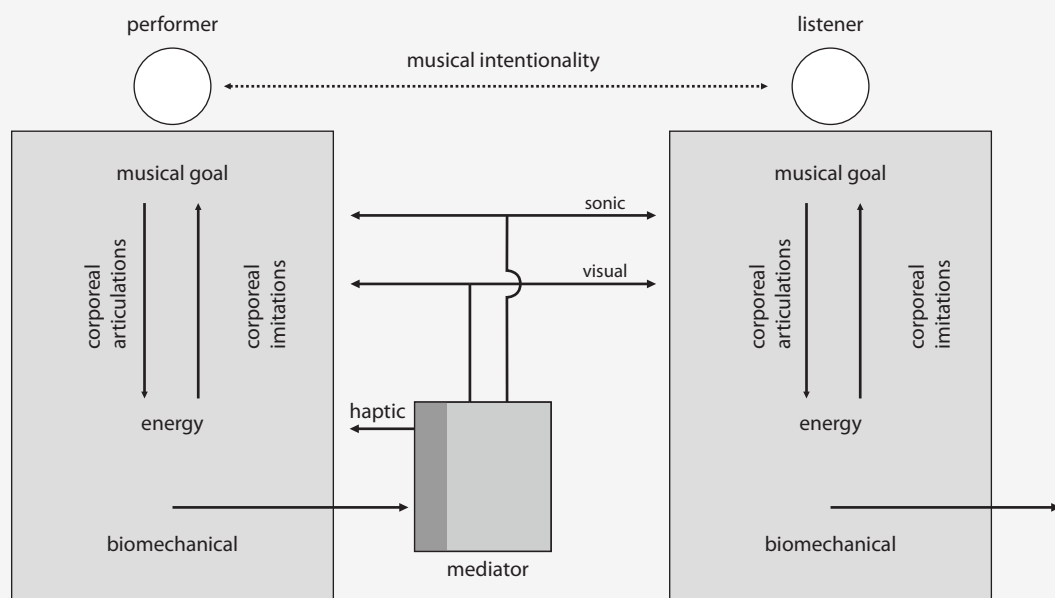 performer
listener
musical intentionality
musical goal
musical goal
sonic
corporeal
articulations
corporeal
imitations
visual
corporeal
articulations
corporeal
imitations
haptic
energy
energy
biomechanical
mediator
biomechanical